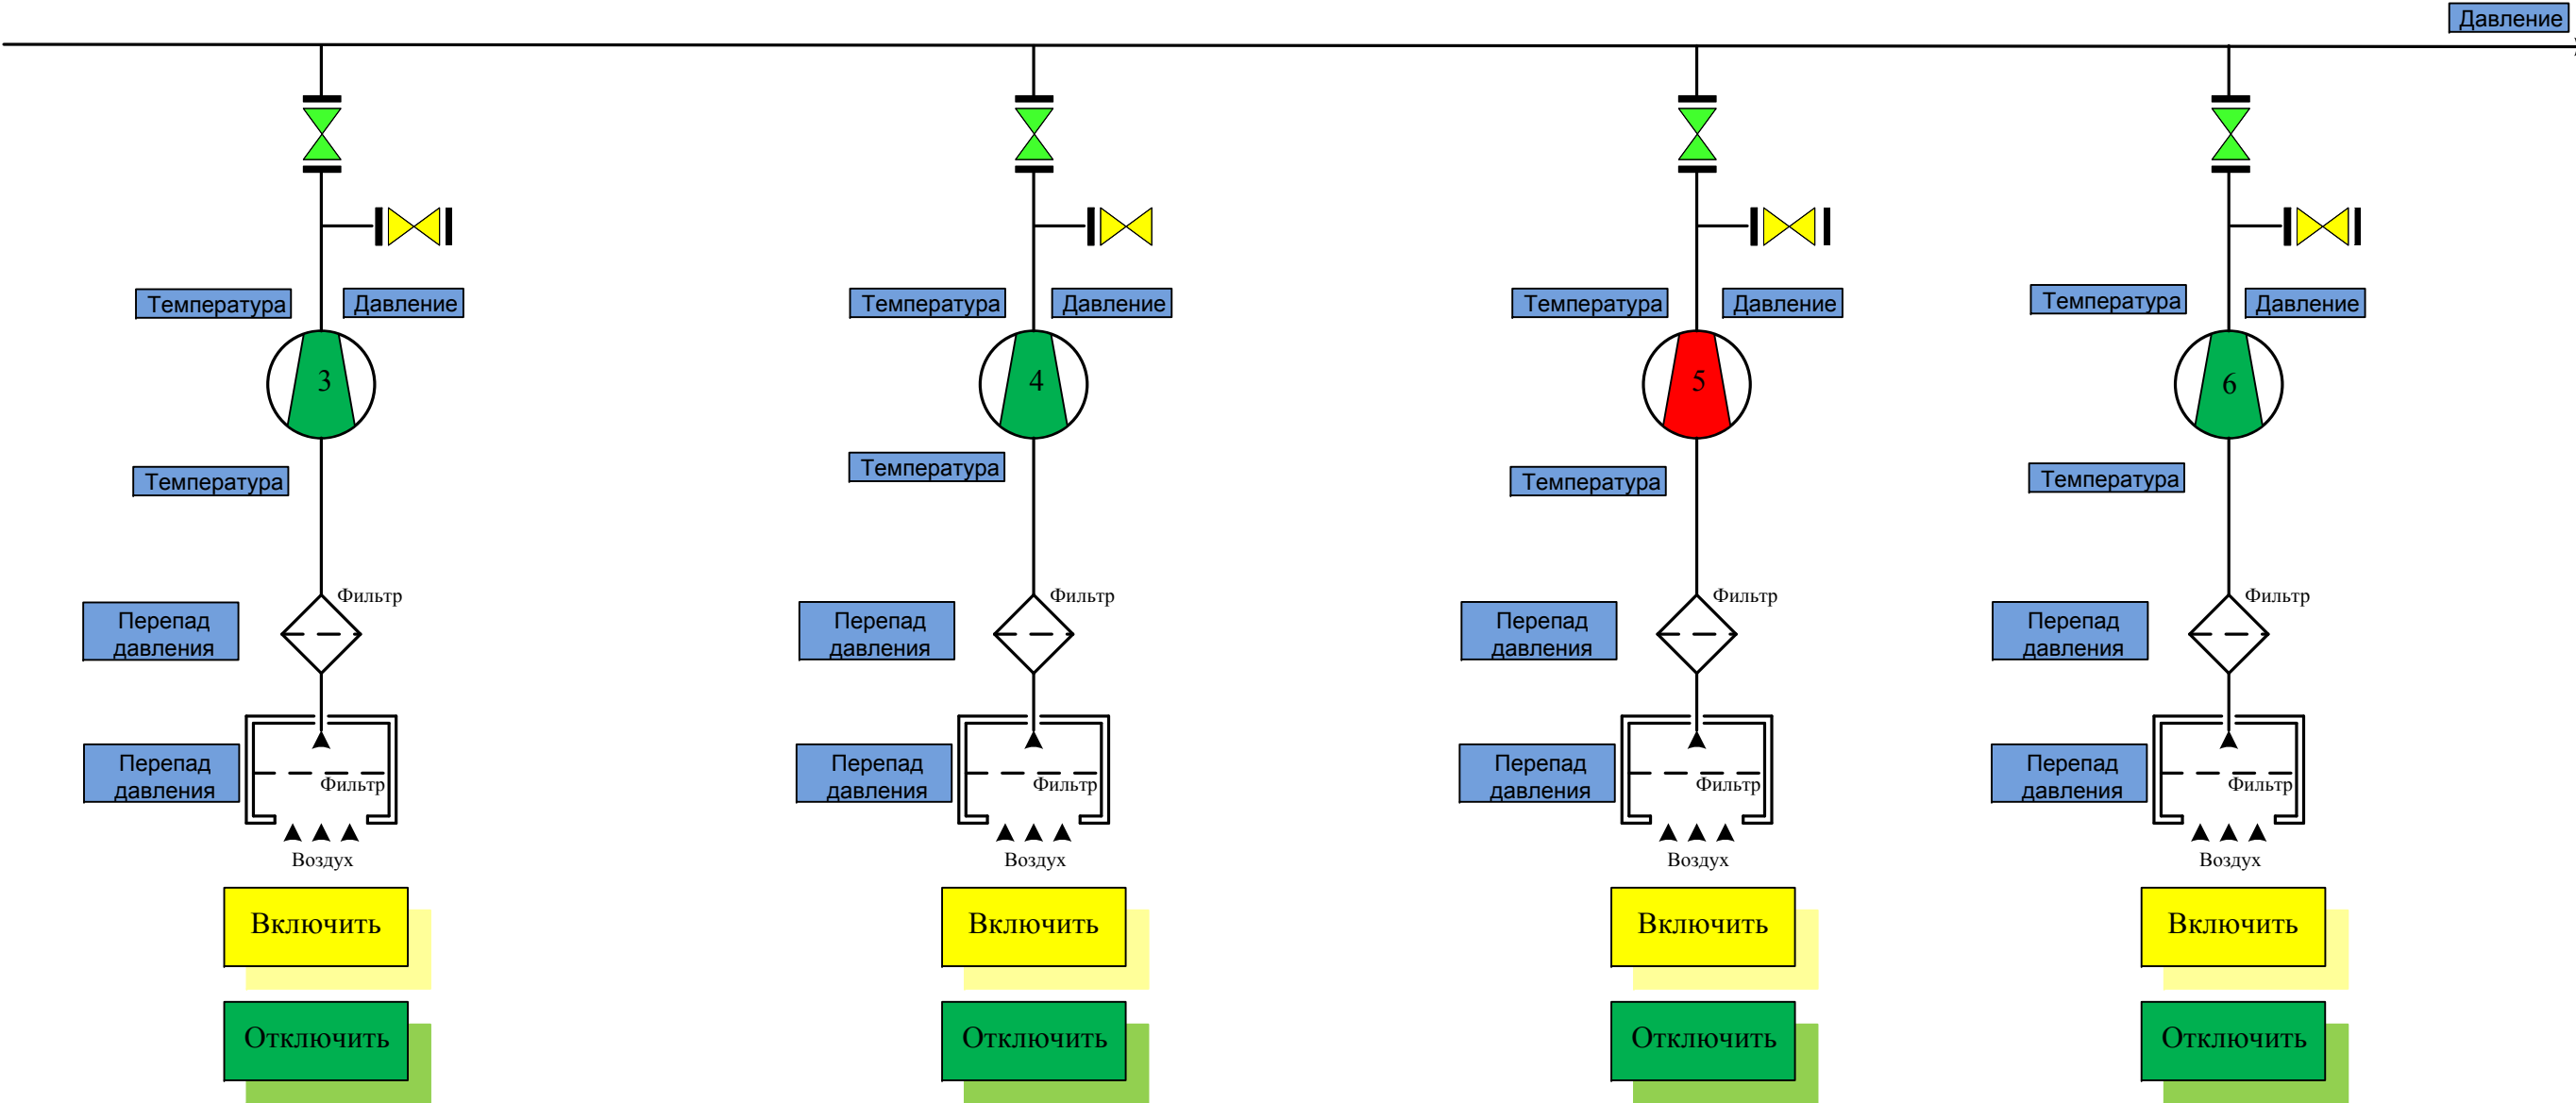 Давление
Температура
Давление
Температура
Давление
Температура
Давление
Температура
Давление
3
4
5
6
Температура
Температура
Температура
Температура
Фильтр
Фильтр
Фильтр
Фильтр
Перепад
давления
Перепад
давления
Перепад
давления
Перепад
давления
Перепад
давления
Фильтр
Перепад
давления
Фильтр
Перепад
давления
Фильтр
Перепад
давления
Фильтр
Воздух
Воздух
Воздух
Воздух
Включить
Включить
Включить
Включить
Отключить
Отключить
Отключить
Отключить